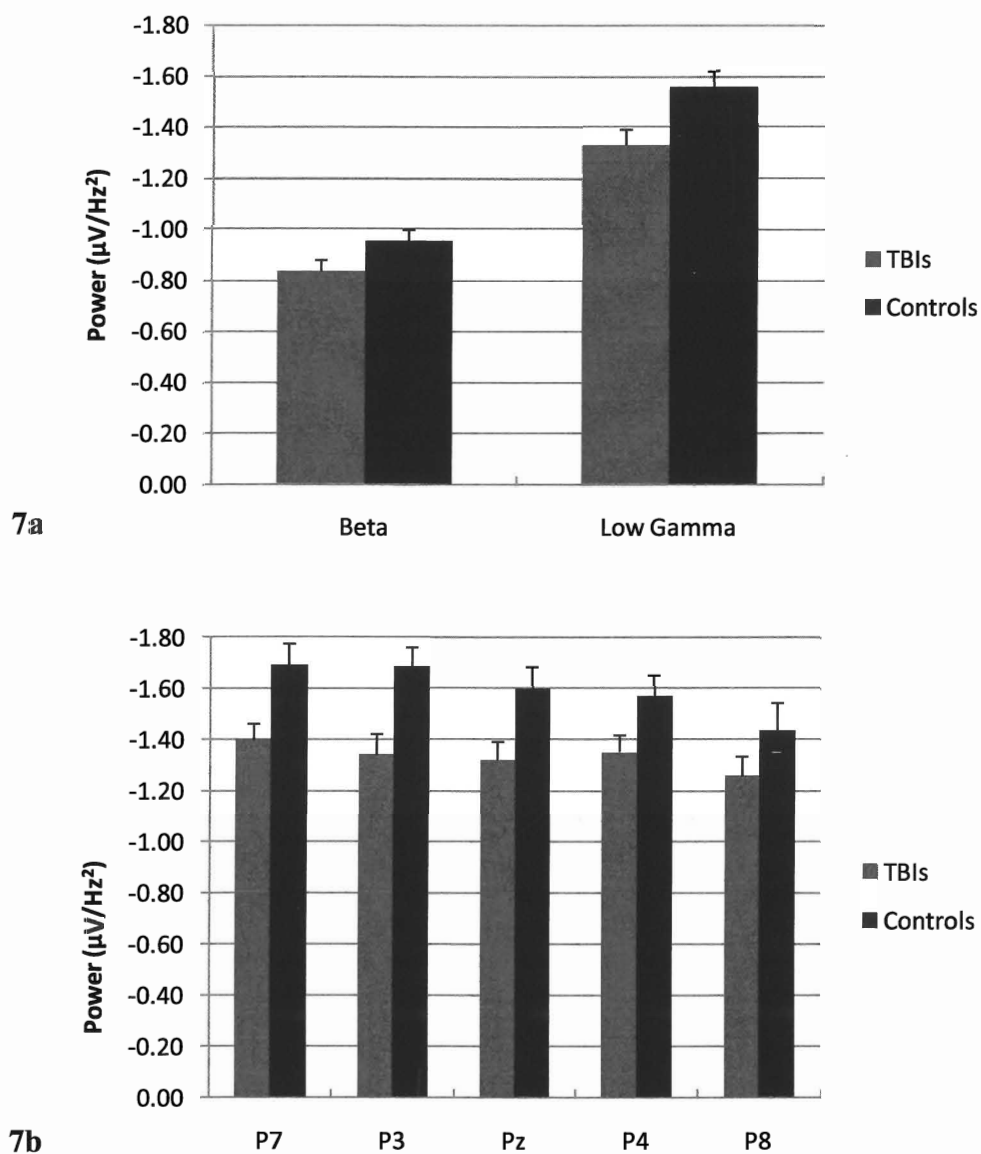 -1.80
-1.60
-1.40
-1.20
-1.00
-0.80
-0.60
-0.40
-0.20
0.00
Power (µV/Hz²)
TBIs
Controls
7a
Beta Low Gamma
-1.80
-1.60
-1.40
-1.20
-1.00
-0.80
-0.60
-0.40
-0.20
0.00
Power (µV/Hz²)
TBIs
Controls
7b
P7 P3 Pz P4 P8